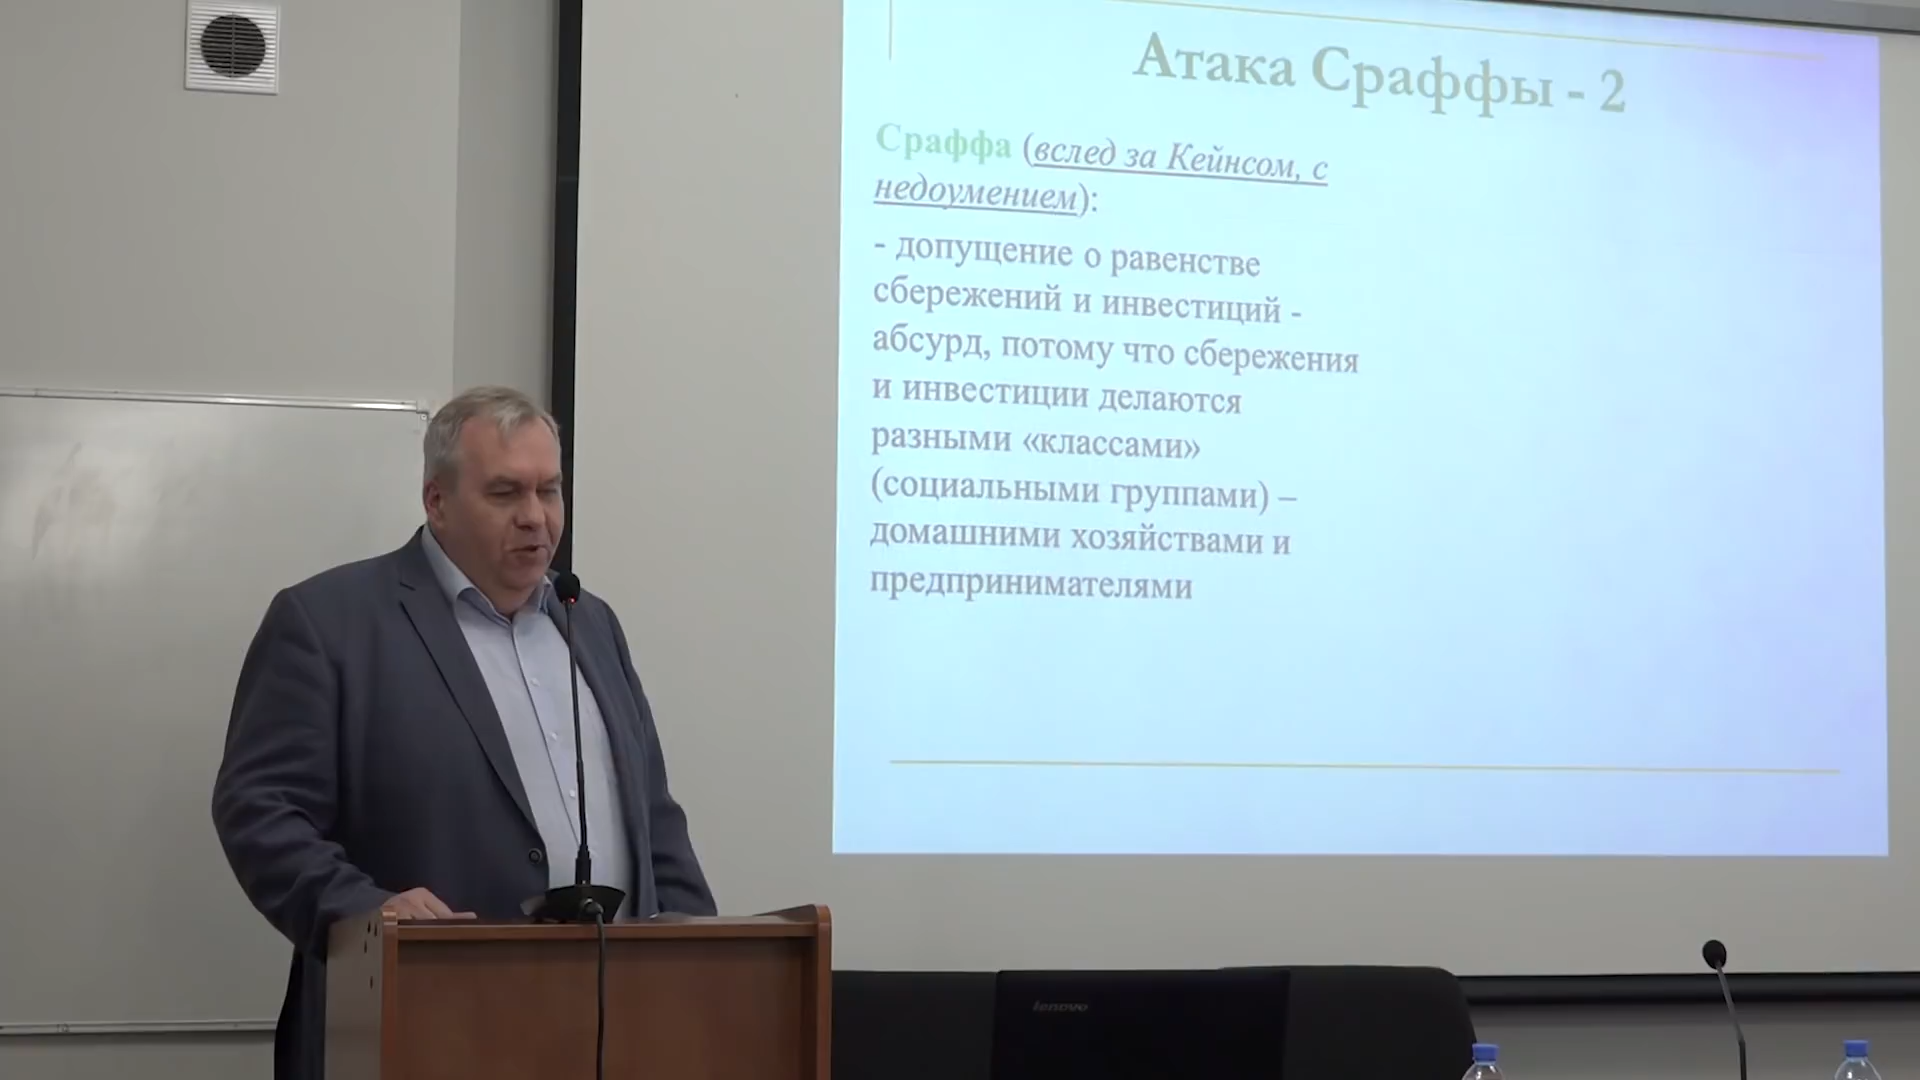 Атака Сраффы - 2
Сраффа (вслед за Кейнсом, с
недоумением):
- допущение о равенстве
сбережений и инвестиций -
абсурд, потому что сбережения
и инвестиции делаются
разными «классами»
(социальными группами) –
домашними хозяйствами и
предпринимателями
lenovo